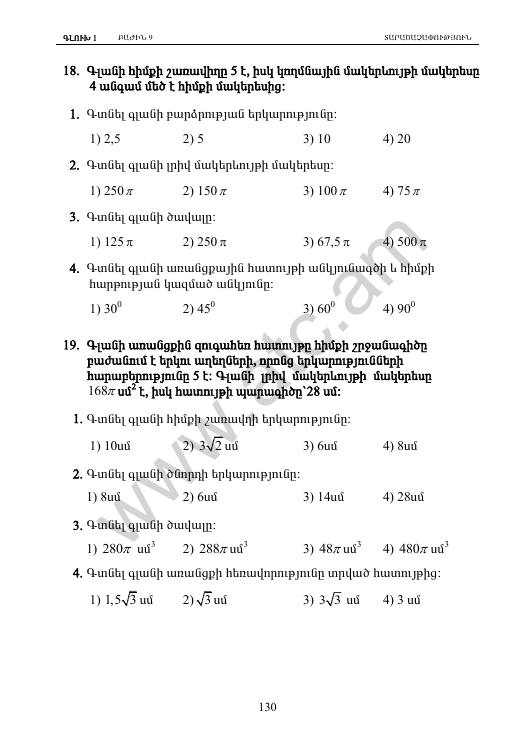 ԳԼՈՒԽ 1 ԲԱԺԻՆ 9 ՏԱՐԱԾԱՉԱՓՈՒԹՅՈՒՆ
18. Գլանի հիմքի շառավիղը 5 է, իսկ կողմնային մակերևույթի մակերեսը
4 անգամ մեծ է հիմքի մակերեսից:
1. Գտնել գլանի բարձրության երկարությունը:
1) 2,5 2) 5 3) 10 4) 20
2. Գտնել գլանի լրիվ մակերևույթի մակերեսը:
1) 250π 2) 150π 3) 100π 4) 75π
3. Գտնել գլանի ծավալը:
1) 125π 2) 250π 3) 67,5π 4) 500π
4. Գտնել գլանի առանցքային հատույթի անկյունագծի և հիմքի
հարթության կազմած անկյունը:
1) 30⁰ 2) 45⁰ 3) 60⁰ 4) 90⁰
19. Գլանի առանցքին զուգահեռ հատույթը հիմքի շրջանագիծը
բաժանում է երկու աղեղների, որոնց երկարությունների
հարաբերությունը 5 է: Գլանի լրիվ մակերևույթի մակերեսը
168π սմ² է, իսկ հատույթի պարագիծը՝28 սմ:
1. Գտնել գլանի հիմքի շառավղի երկարությունը:
1) 10սմ 2) 3√2 սմ 3) 6սմ 4) 8սմ
2. Գտնել գլանի ծնորդի երկարությունը:
1) 8սմ 2) 6սմ 3) 14սմ 4) 28սմ
3. Գտնել գլանի ծավալը:
1) 280π սմ³ 2) 288π սմ³ 3) 48π սմ³ 4) 480π սմ³
4. Գտնել գլանի առանցքի հեռավորությունը տրված հատույթից:
1) 1,5√3 սմ 2) √3 սմ 3) 3√3 սմ 4) 3 սմ
www.atc.am
130